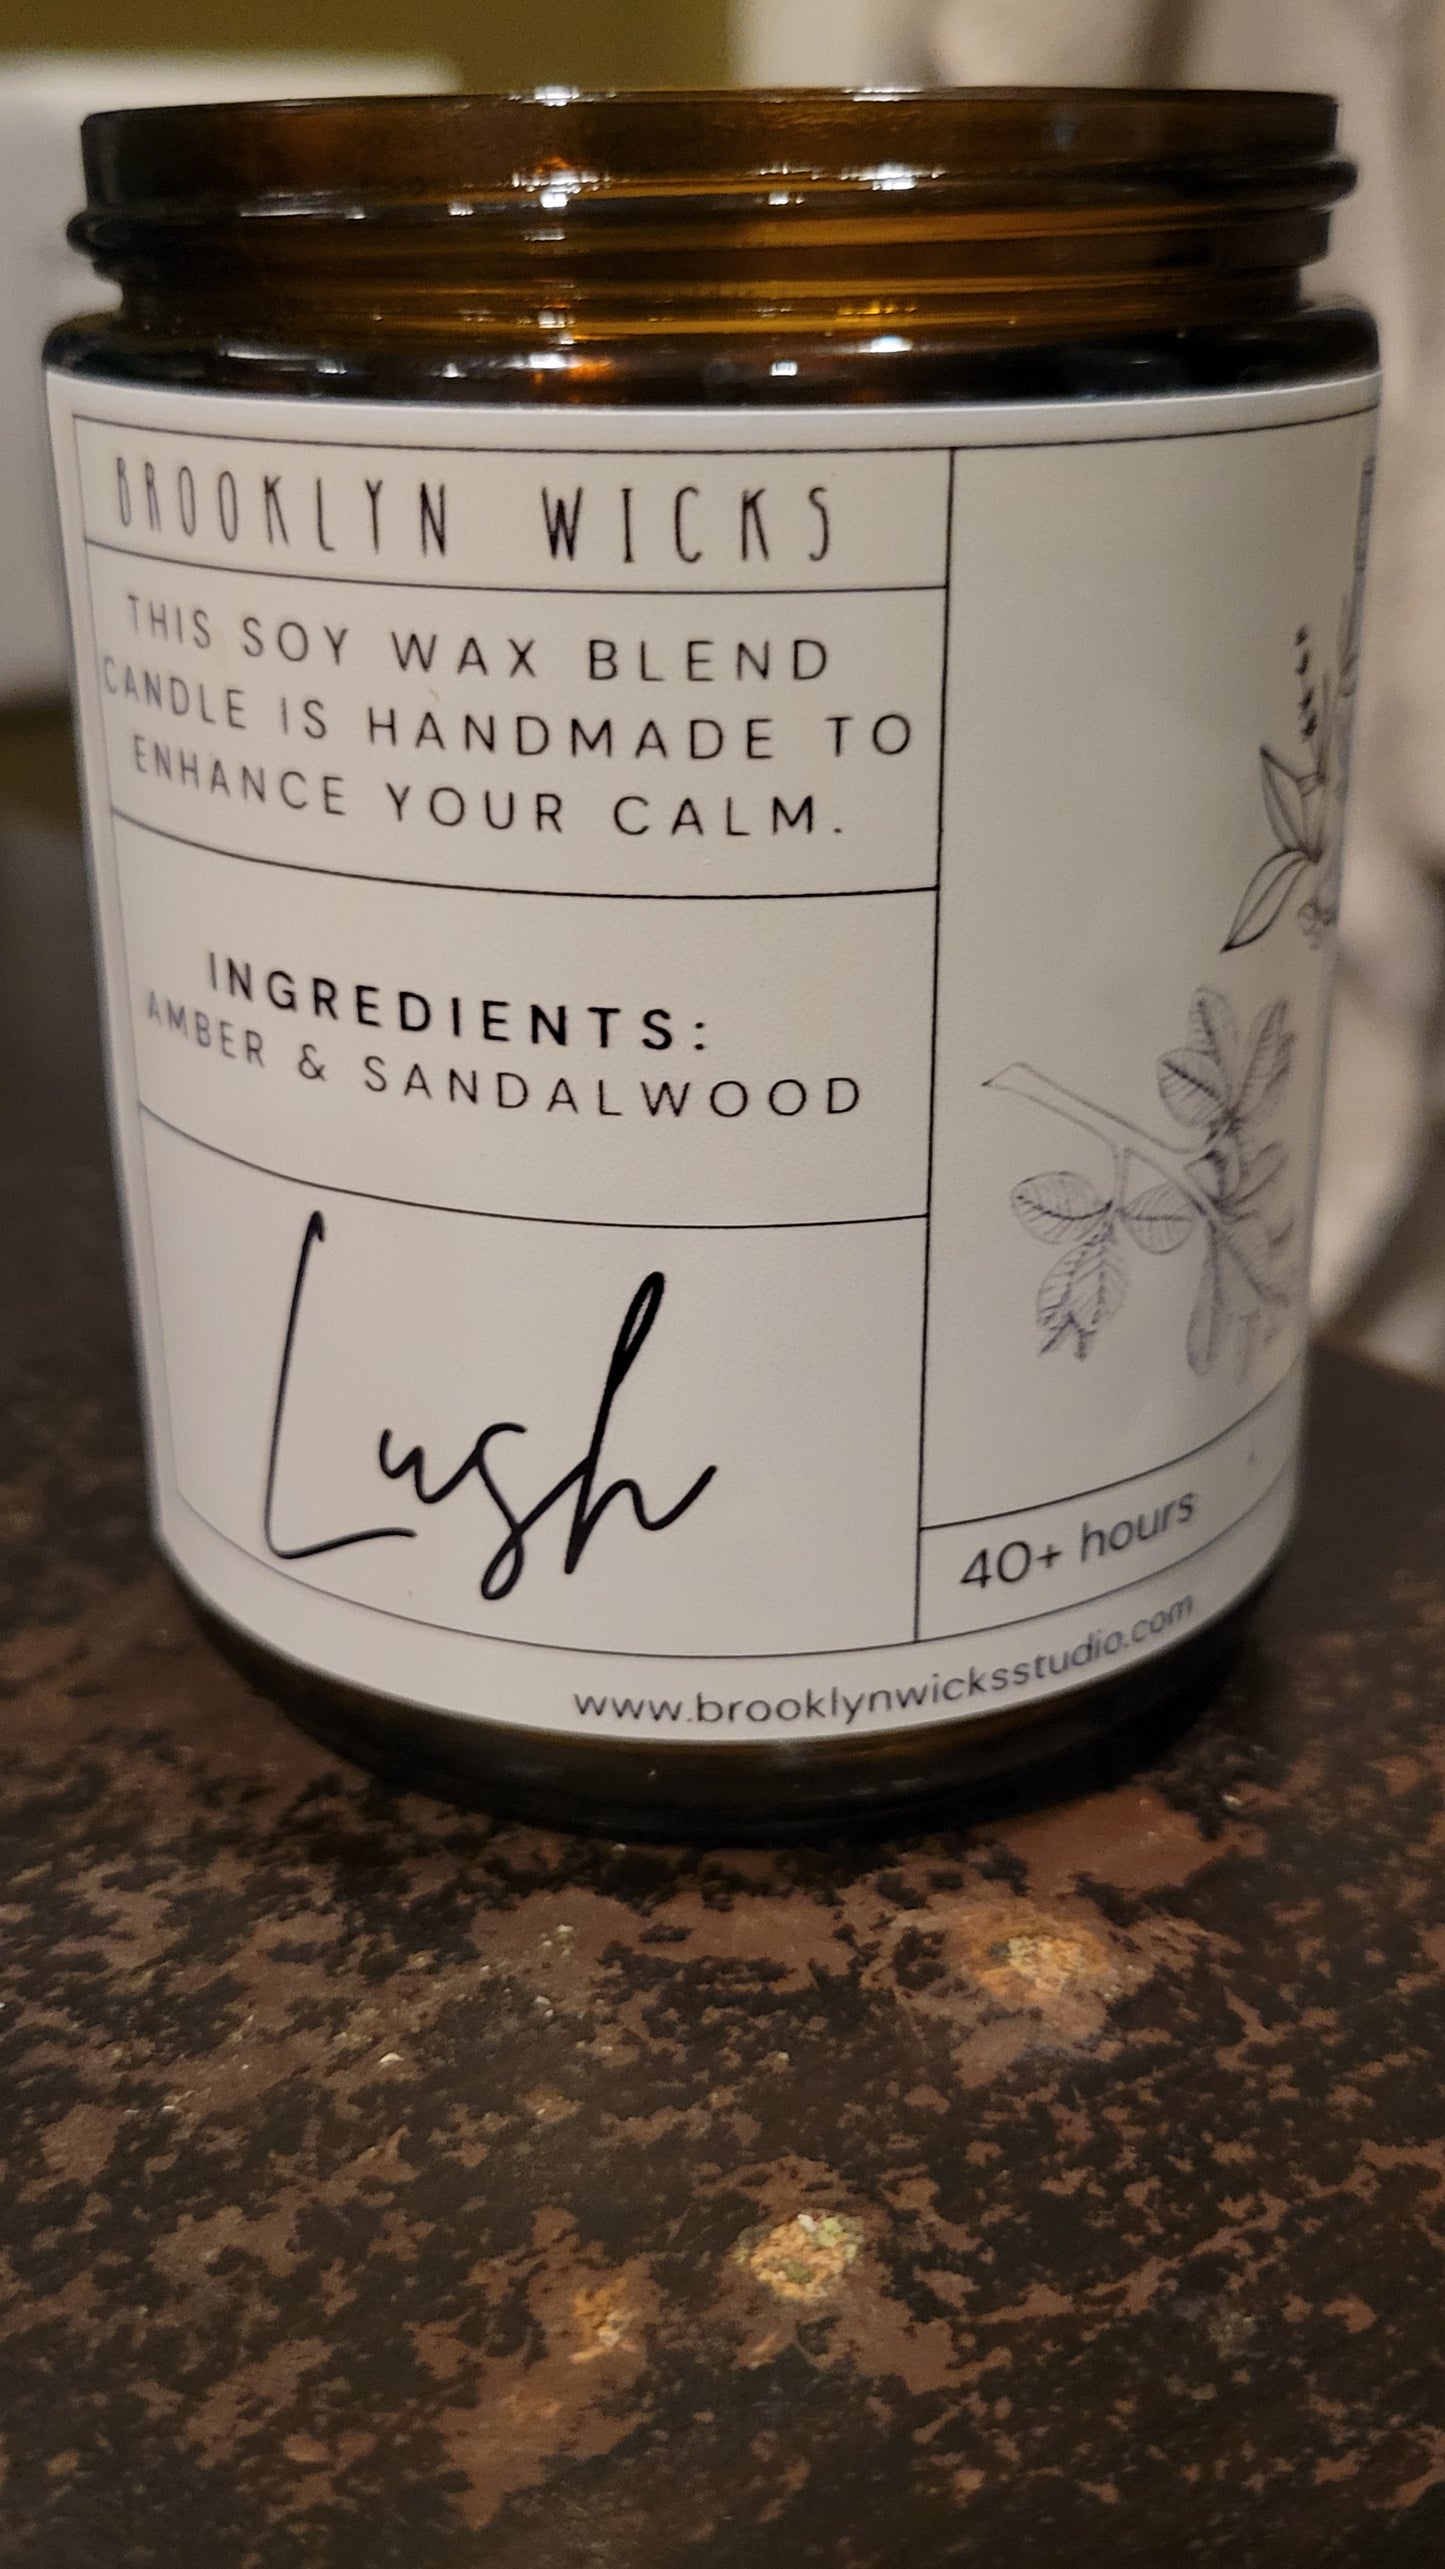 BROOKLYN WICKS
THIS SOY WAX BLEND
CANDLE IS HANDMADE TO
ENHANCE YOUR CALM.
INGREDIENTS:
AMBER & SANDALWOOD
Lush
40+ hours
www.brooklynwicksstudio.com